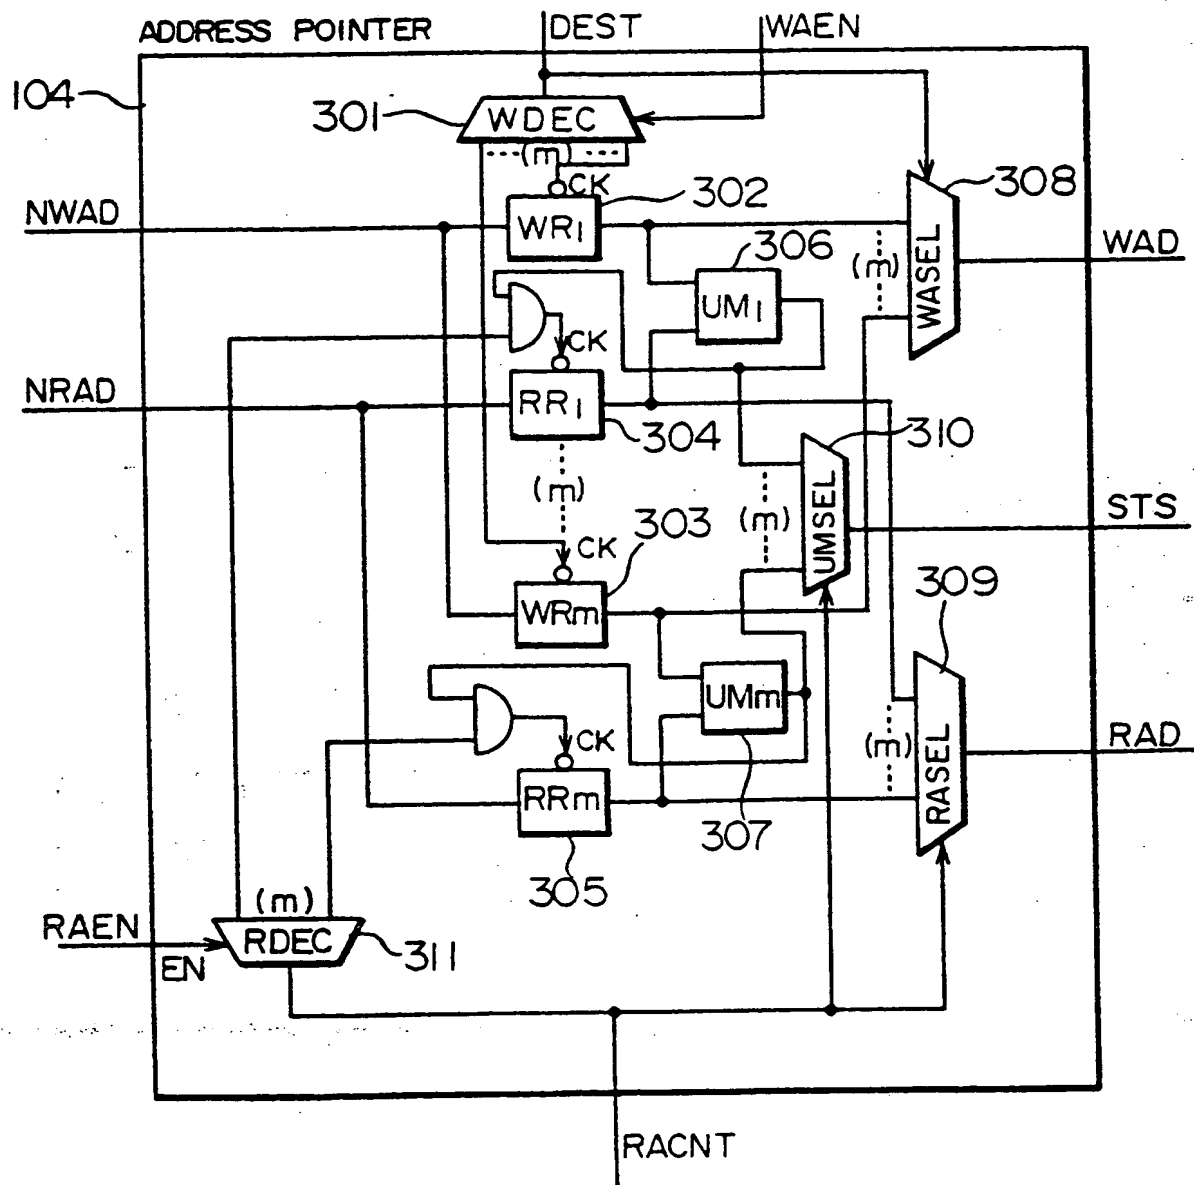 ADDRESS POINTER
DEST
WAEN
104
301
WDEC
(m)
CK
302
308
NWAD
WR1
306
WAD
(m)
WASEL
UM1
CK
NRAD
RR1
304
310
(m)
(m)
UMSEL
STS
303
CK
309
WRm
UMm
RASEL
(m)
RAD
CK
RRm
307
305
(m)
RAEN
RDEC
311
EN
RACNT